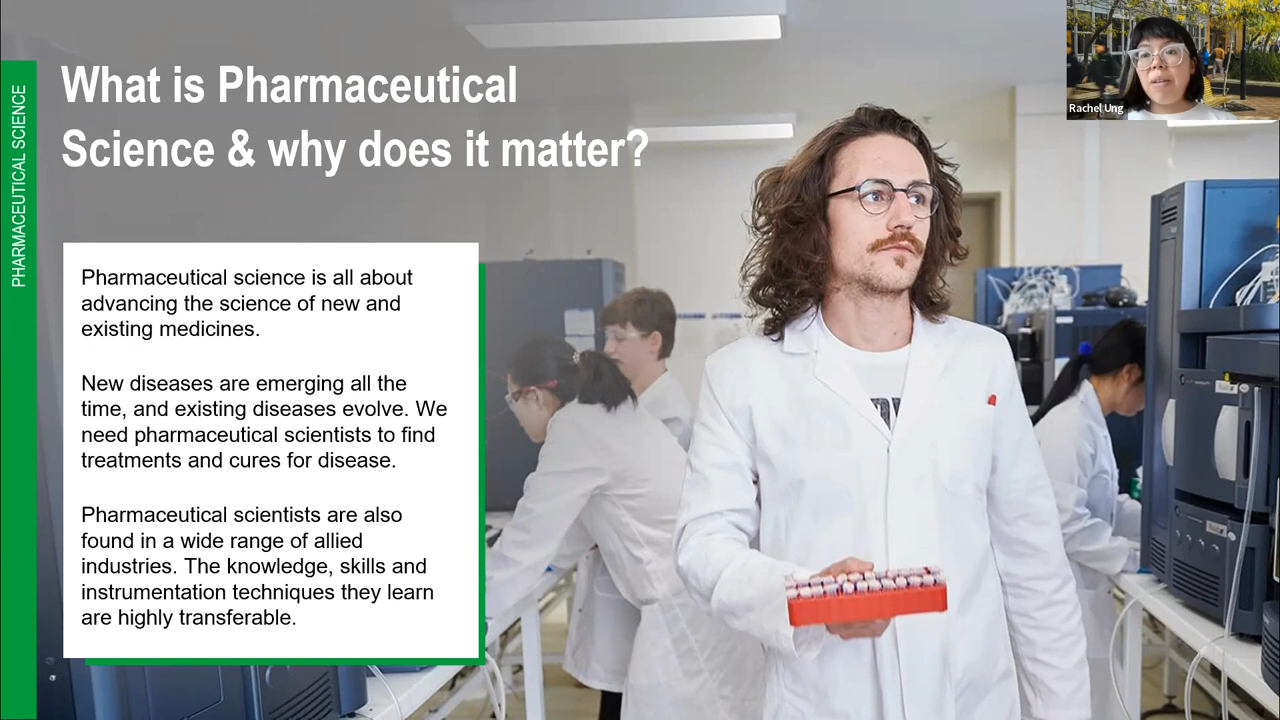 PHARMACEUTICAL SCIENCE
What is Pharmaceutical
Science & why does it matter?
Pharmaceutical science is all about
advancing the science of new and
existing medicines.
New diseases are emerging all the
time, and existing diseases evolve. We
need pharmaceutical scientists to find
treatments and cures for disease.
Pharmaceutical scientists are also
found in a wide range of allied
industries. The knowledge, skills and
instrumentation techniques they learn
are highly transferable.
Rachel Ung